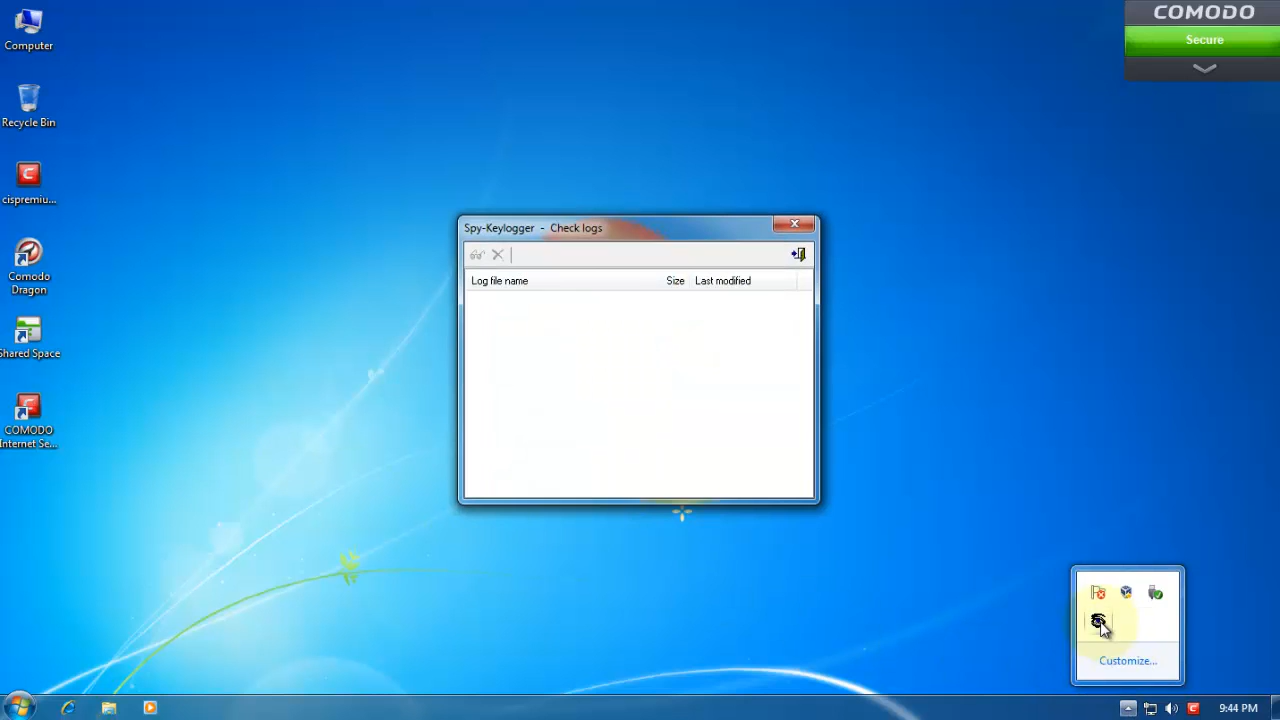 Computer
Recycle Bin
cispremiu...
Comodo
Dragon
Shared Space
COMODO
Internet Se...
COMODO
Secure
Spy-Keylogger - Check logs
Log file name Size Last modified
Customize...
9:44 PM